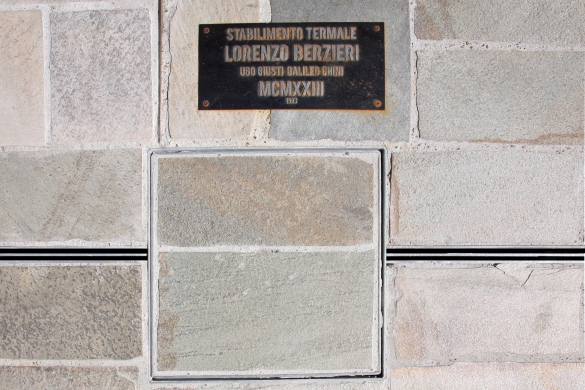 STABILIMENTO TERMALE
LORENZO BERZIERI
UGO GIUSTI GALILEO CHINI
MCMXXIII